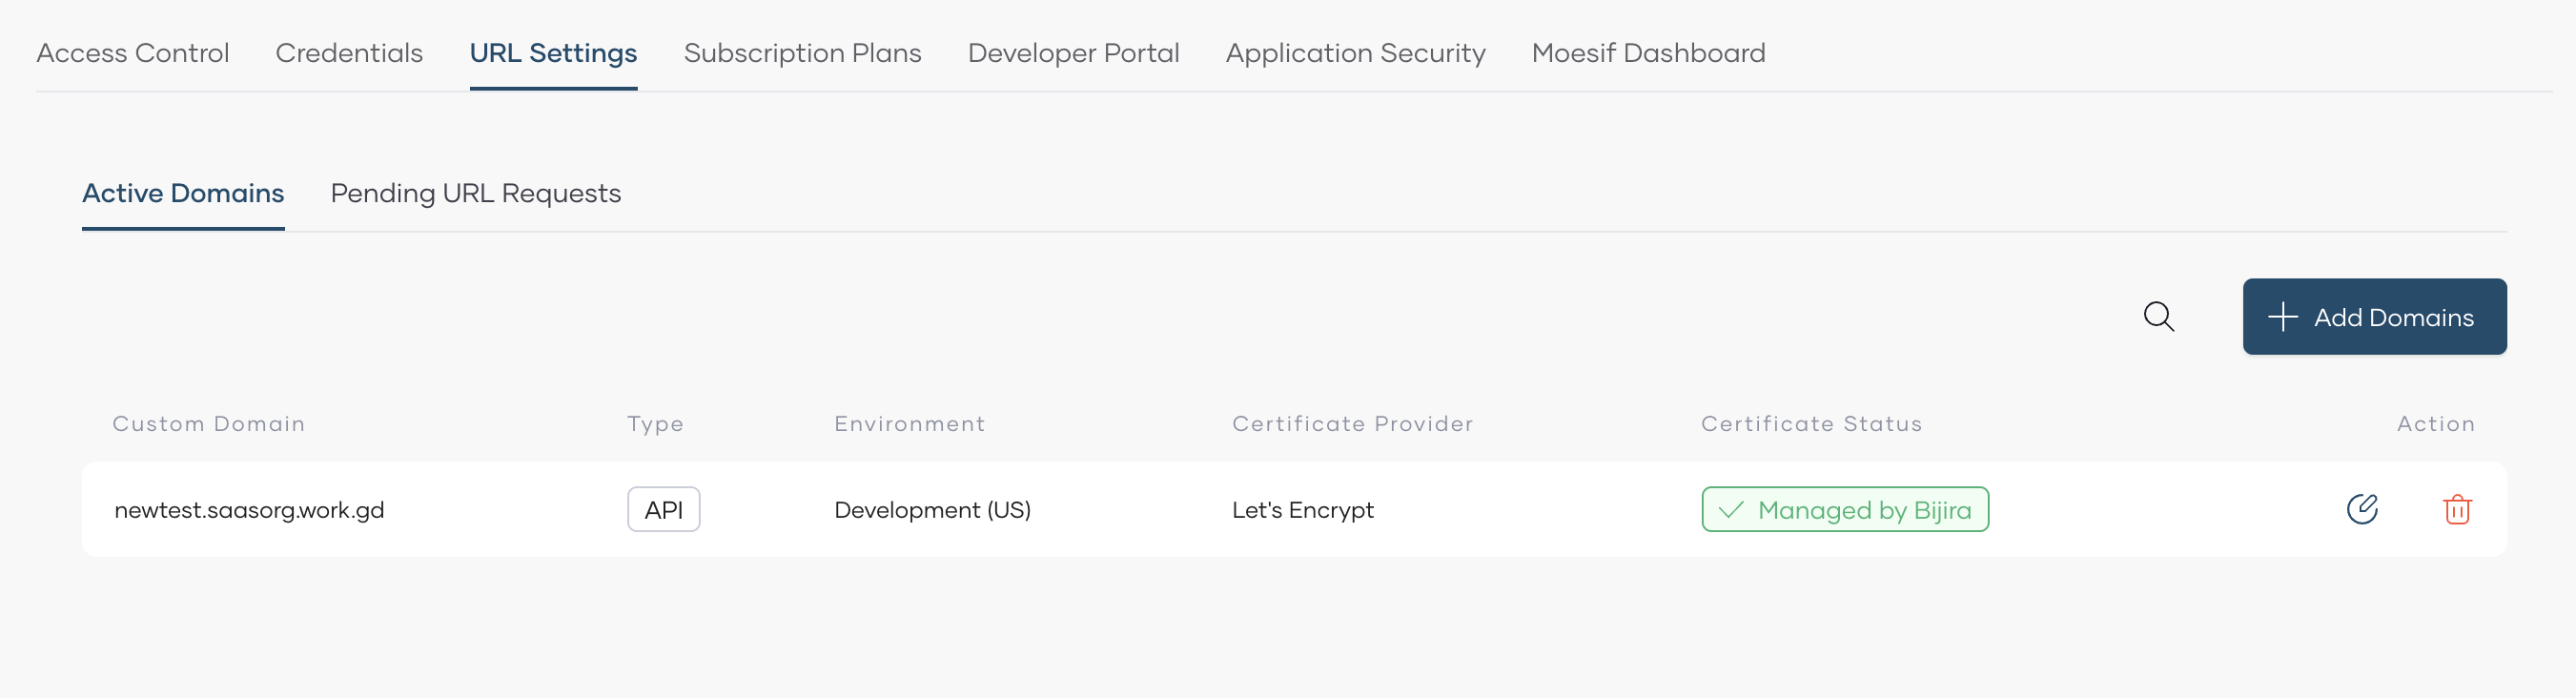 Access Control Credentials URL Settings Subscription Plans Developer Portal Application Security Moesif Dashboard
Active Domains Pending URL Requests
Add Domains
Custom Domain Type Environment Certificate Provider Certificate Status Action
newtest.saasorg.work.gd API Development (US) Let's Encrypt Managed by Bijira